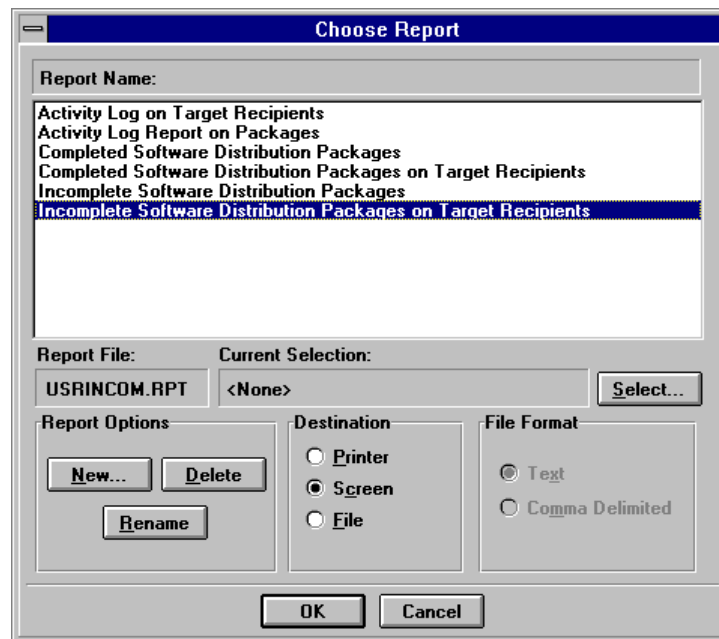 Choose Report
Report Name:
Activity Log on Target Recipients
Activity Log Report on Packages
Completed Software Distribution Packages
Completed Software Distribution Packages on Target Recipients
Incomplete Software Distribution Packages
Incomplete Software Distribution Packages on Target Recipients
Report File:
Current Selection:
USRINCOM.RPT
<None>
Select...
Report Options
Destination
File Format
New...
Delete
Rename
Printer
Screen
File
Text
Comma Delimited
OK
Cancel